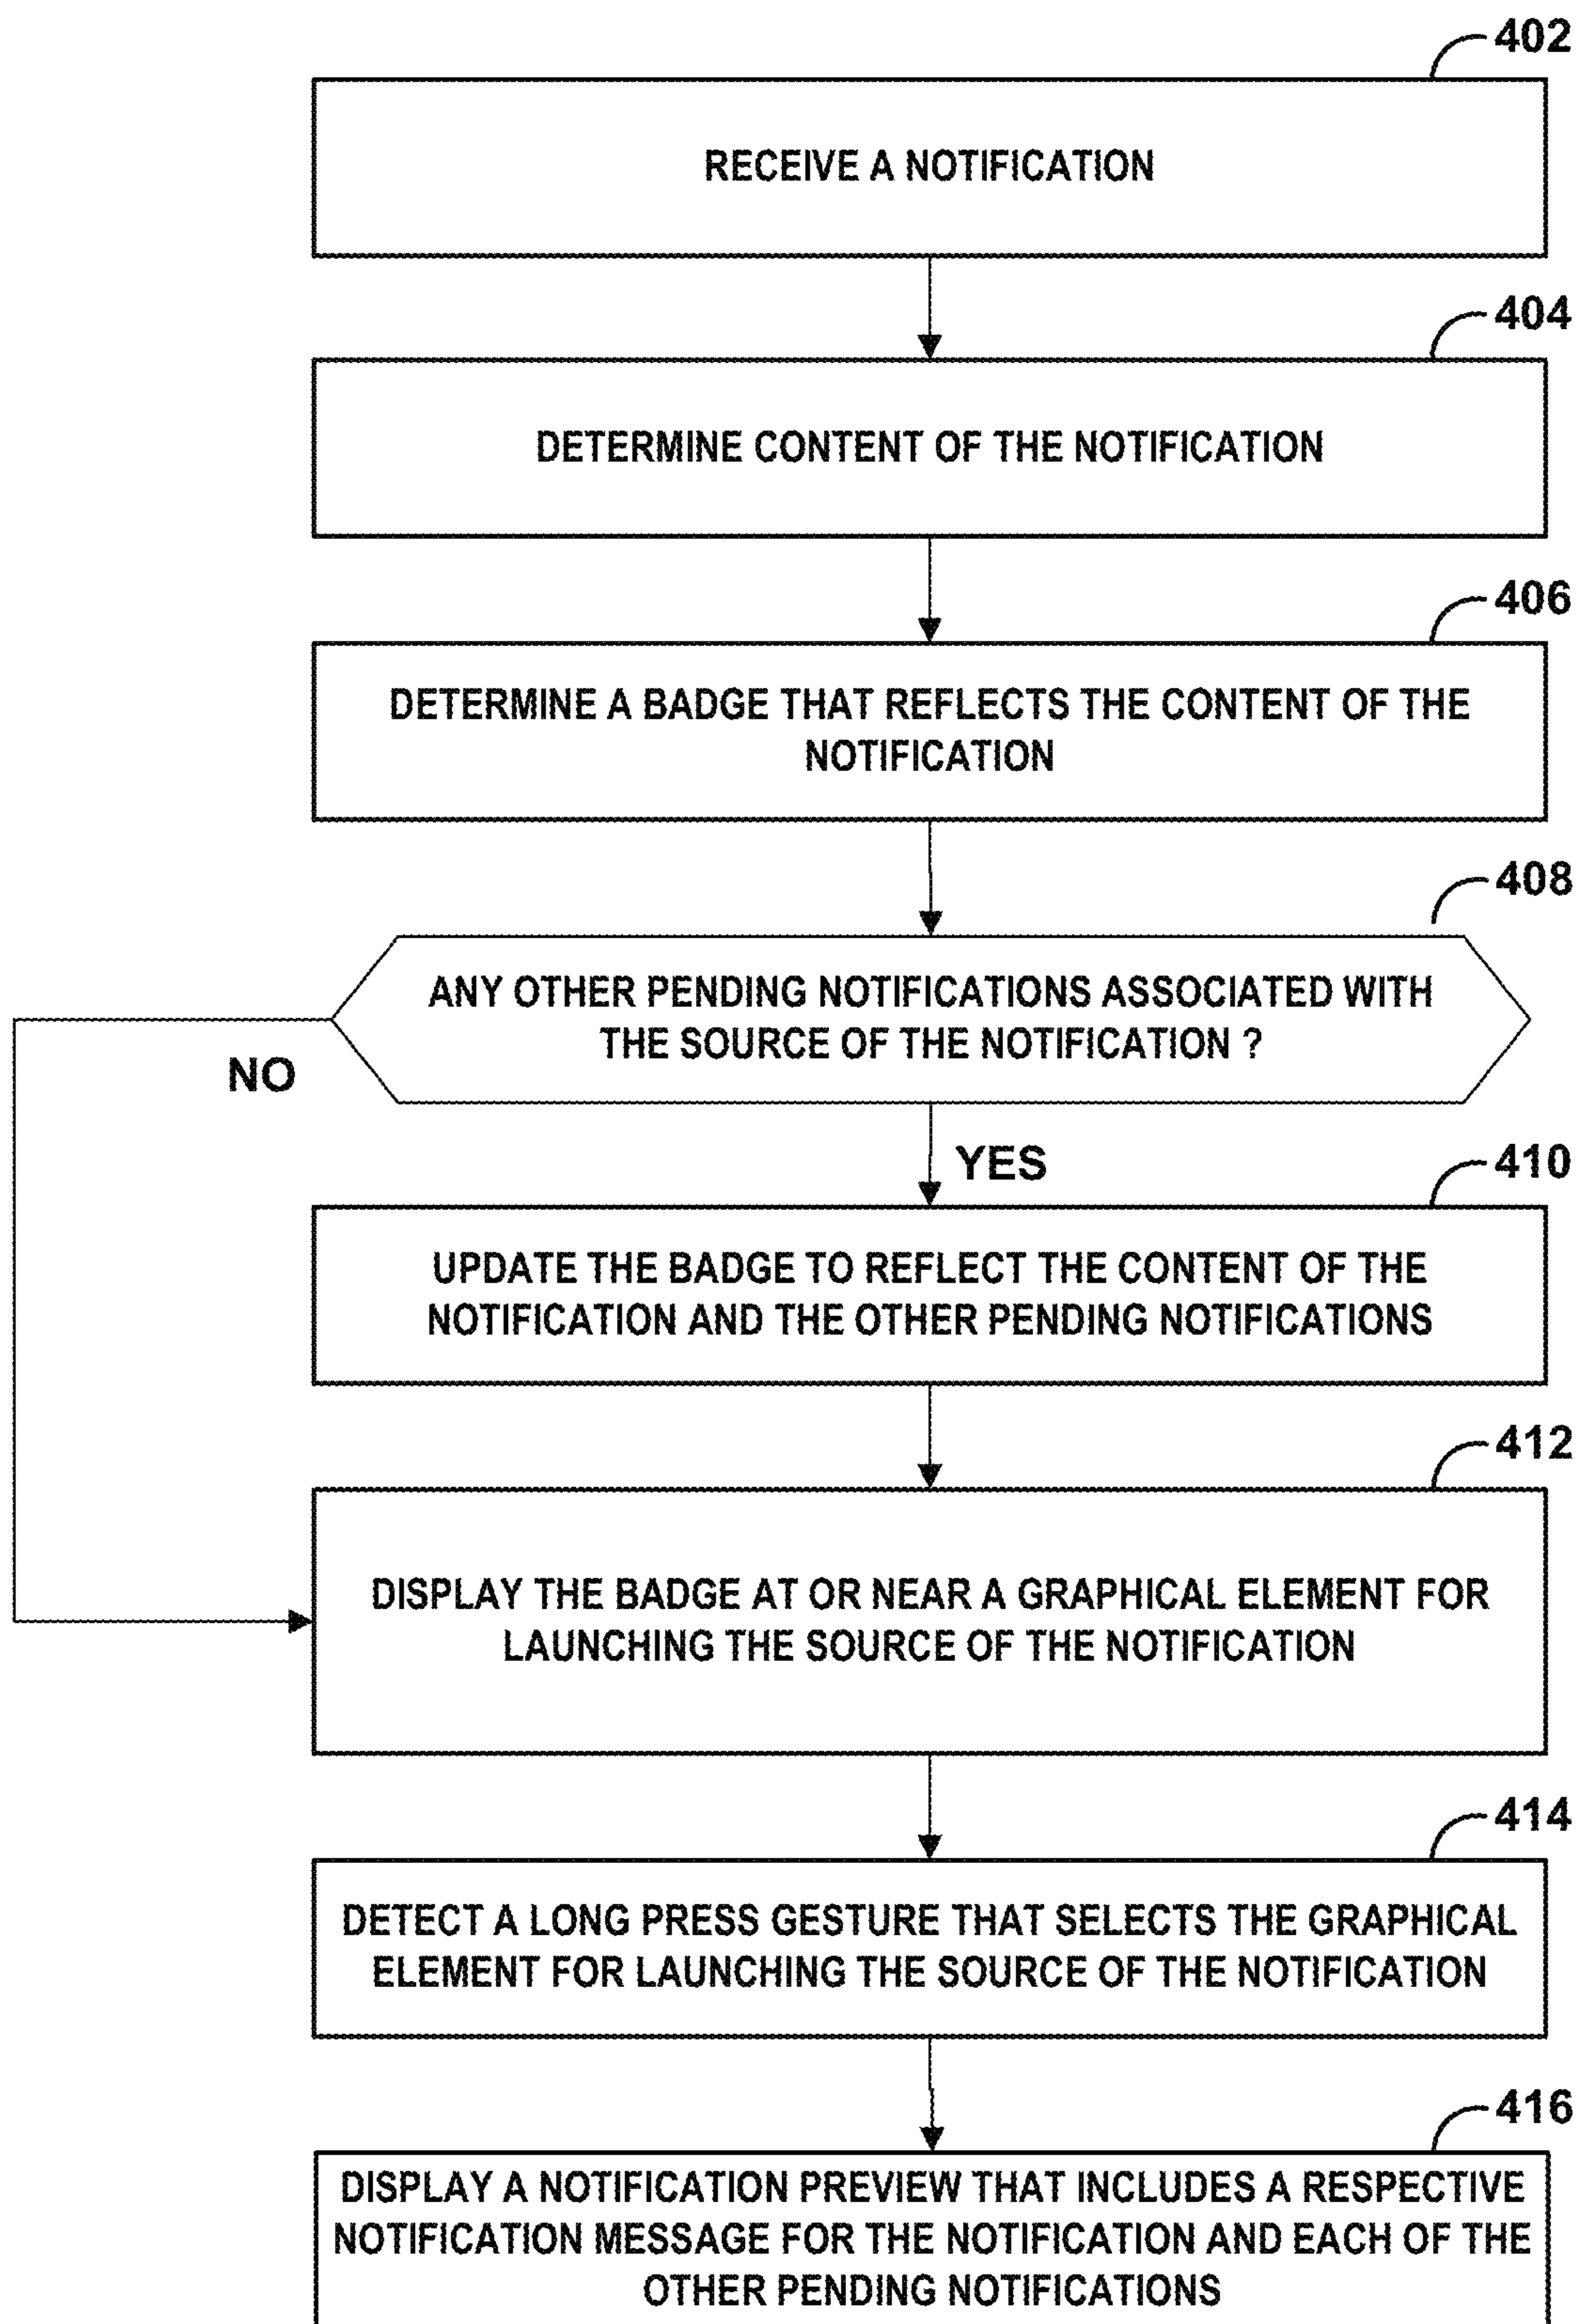 402
RECEIVE A NOTIFICATION
404
DETERMINE CONTENT OF THE NOTIFICATION
406
DETERMINE A BADGE THAT REFLECTS THE CONTENT OF THE
NOTIFICATION
408
ANY OTHER PENDING NOTIFICATIONS ASSOCIATED WITH
THE SOURCE OF THE NOTIFICATION ?
NO
YES
410
UPDATE THE BADGE TO REFLECT THE CONTENT OF THE
NOTIFICATION AND THE OTHER PENDING NOTIFICATIONS
412
DISPLAY THE BADGE AT OR NEAR A GRAPHICAL ELEMENT FOR
LAUNCHING THE SOURCE OF THE NOTIFICATION
414
DETECT A LONG PRESS GESTURE THAT SELECTS THE GRAPHICAL
ELEMENT FOR LAUNCHING THE SOURCE OF THE NOTIFICATION
416
DISPLAY A NOTIFICATION PREVIEW THAT INCLUDES A RESPECTIVE
NOTIFICATION MESSAGE FOR THE NOTIFICATION AND EACH OF THE
OTHER PENDING NOTIFICATIONS